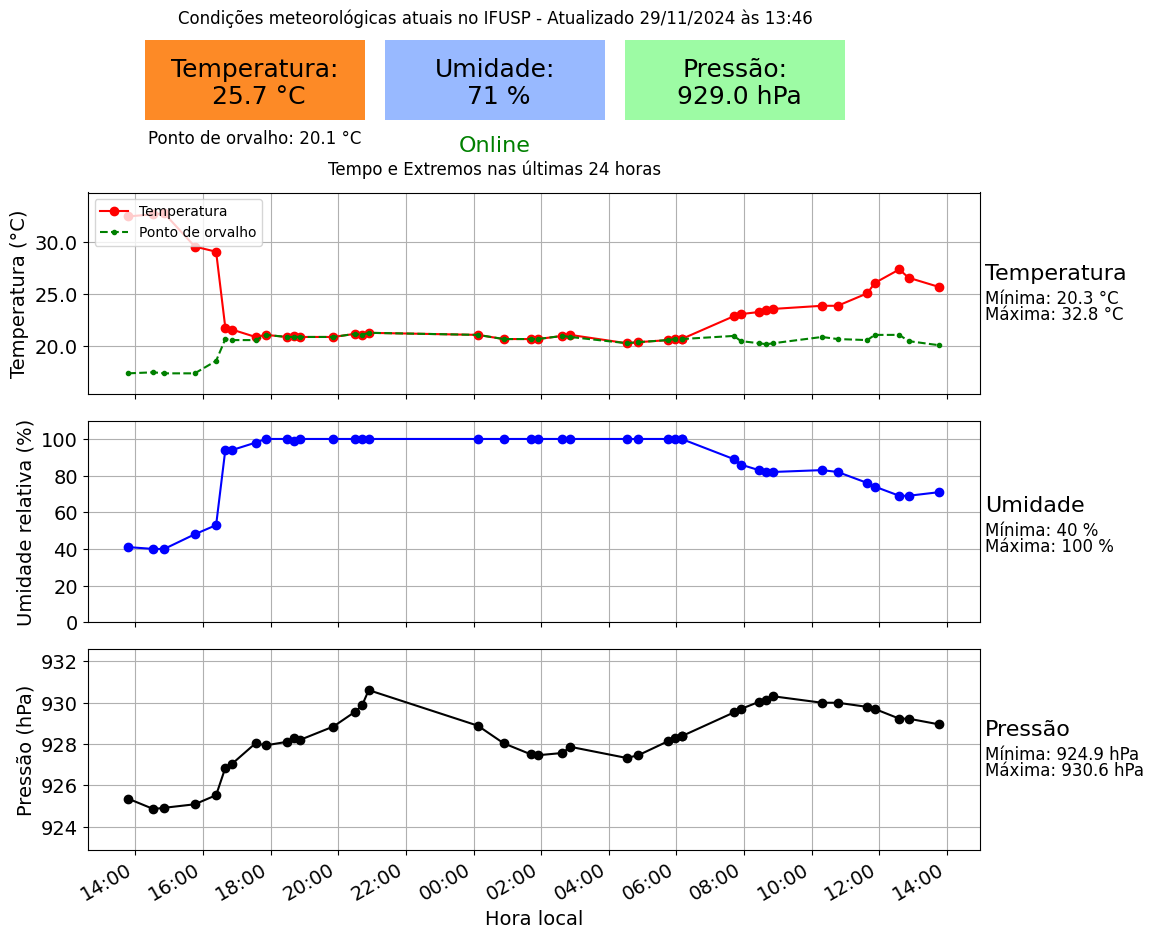 Condições meteorológicas atuais no IFUSP - Atualizado 29/11/2024 às 13:46
Temperatura:
25.7 °C
Umidade:
71 %
Pressão:
929.0 hPa
Ponto de orvalho: 20.1 °C
Online
Tempo e Extremos nas últimas 24 horas
Temperatura (°C)
30.0
25.0
20.0
Temperatura
Ponto de orvalho
Temperatura
Mínima: 20.3 °C
Máxima: 32.8 °C
Umidade relativa (%)
100
80
60
40
20
0
Umidade
Mínima: 40 %
Máxima: 100 %
Pressão (hPa)
932
930
928
926
924
Pressão
Mínima: 924.9 hPa
Máxima: 930.6 hPa
14:00 16:00 18:00 20:00 22:00 00:00 02:00 04:00 06:00 08:00 10:00 12:00 14:00
Hora local